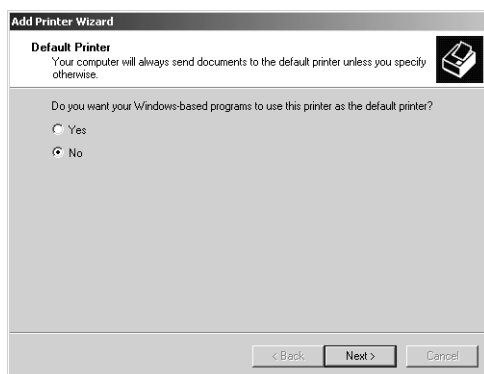 Add Printer Wizard
Default Printer
Your computer will always send documents to the default printer unless you specify
otherwise.
Do you want your Windows-based programs to use this printer as the default printer?
Yes
No
< Back
Next >
Cancel